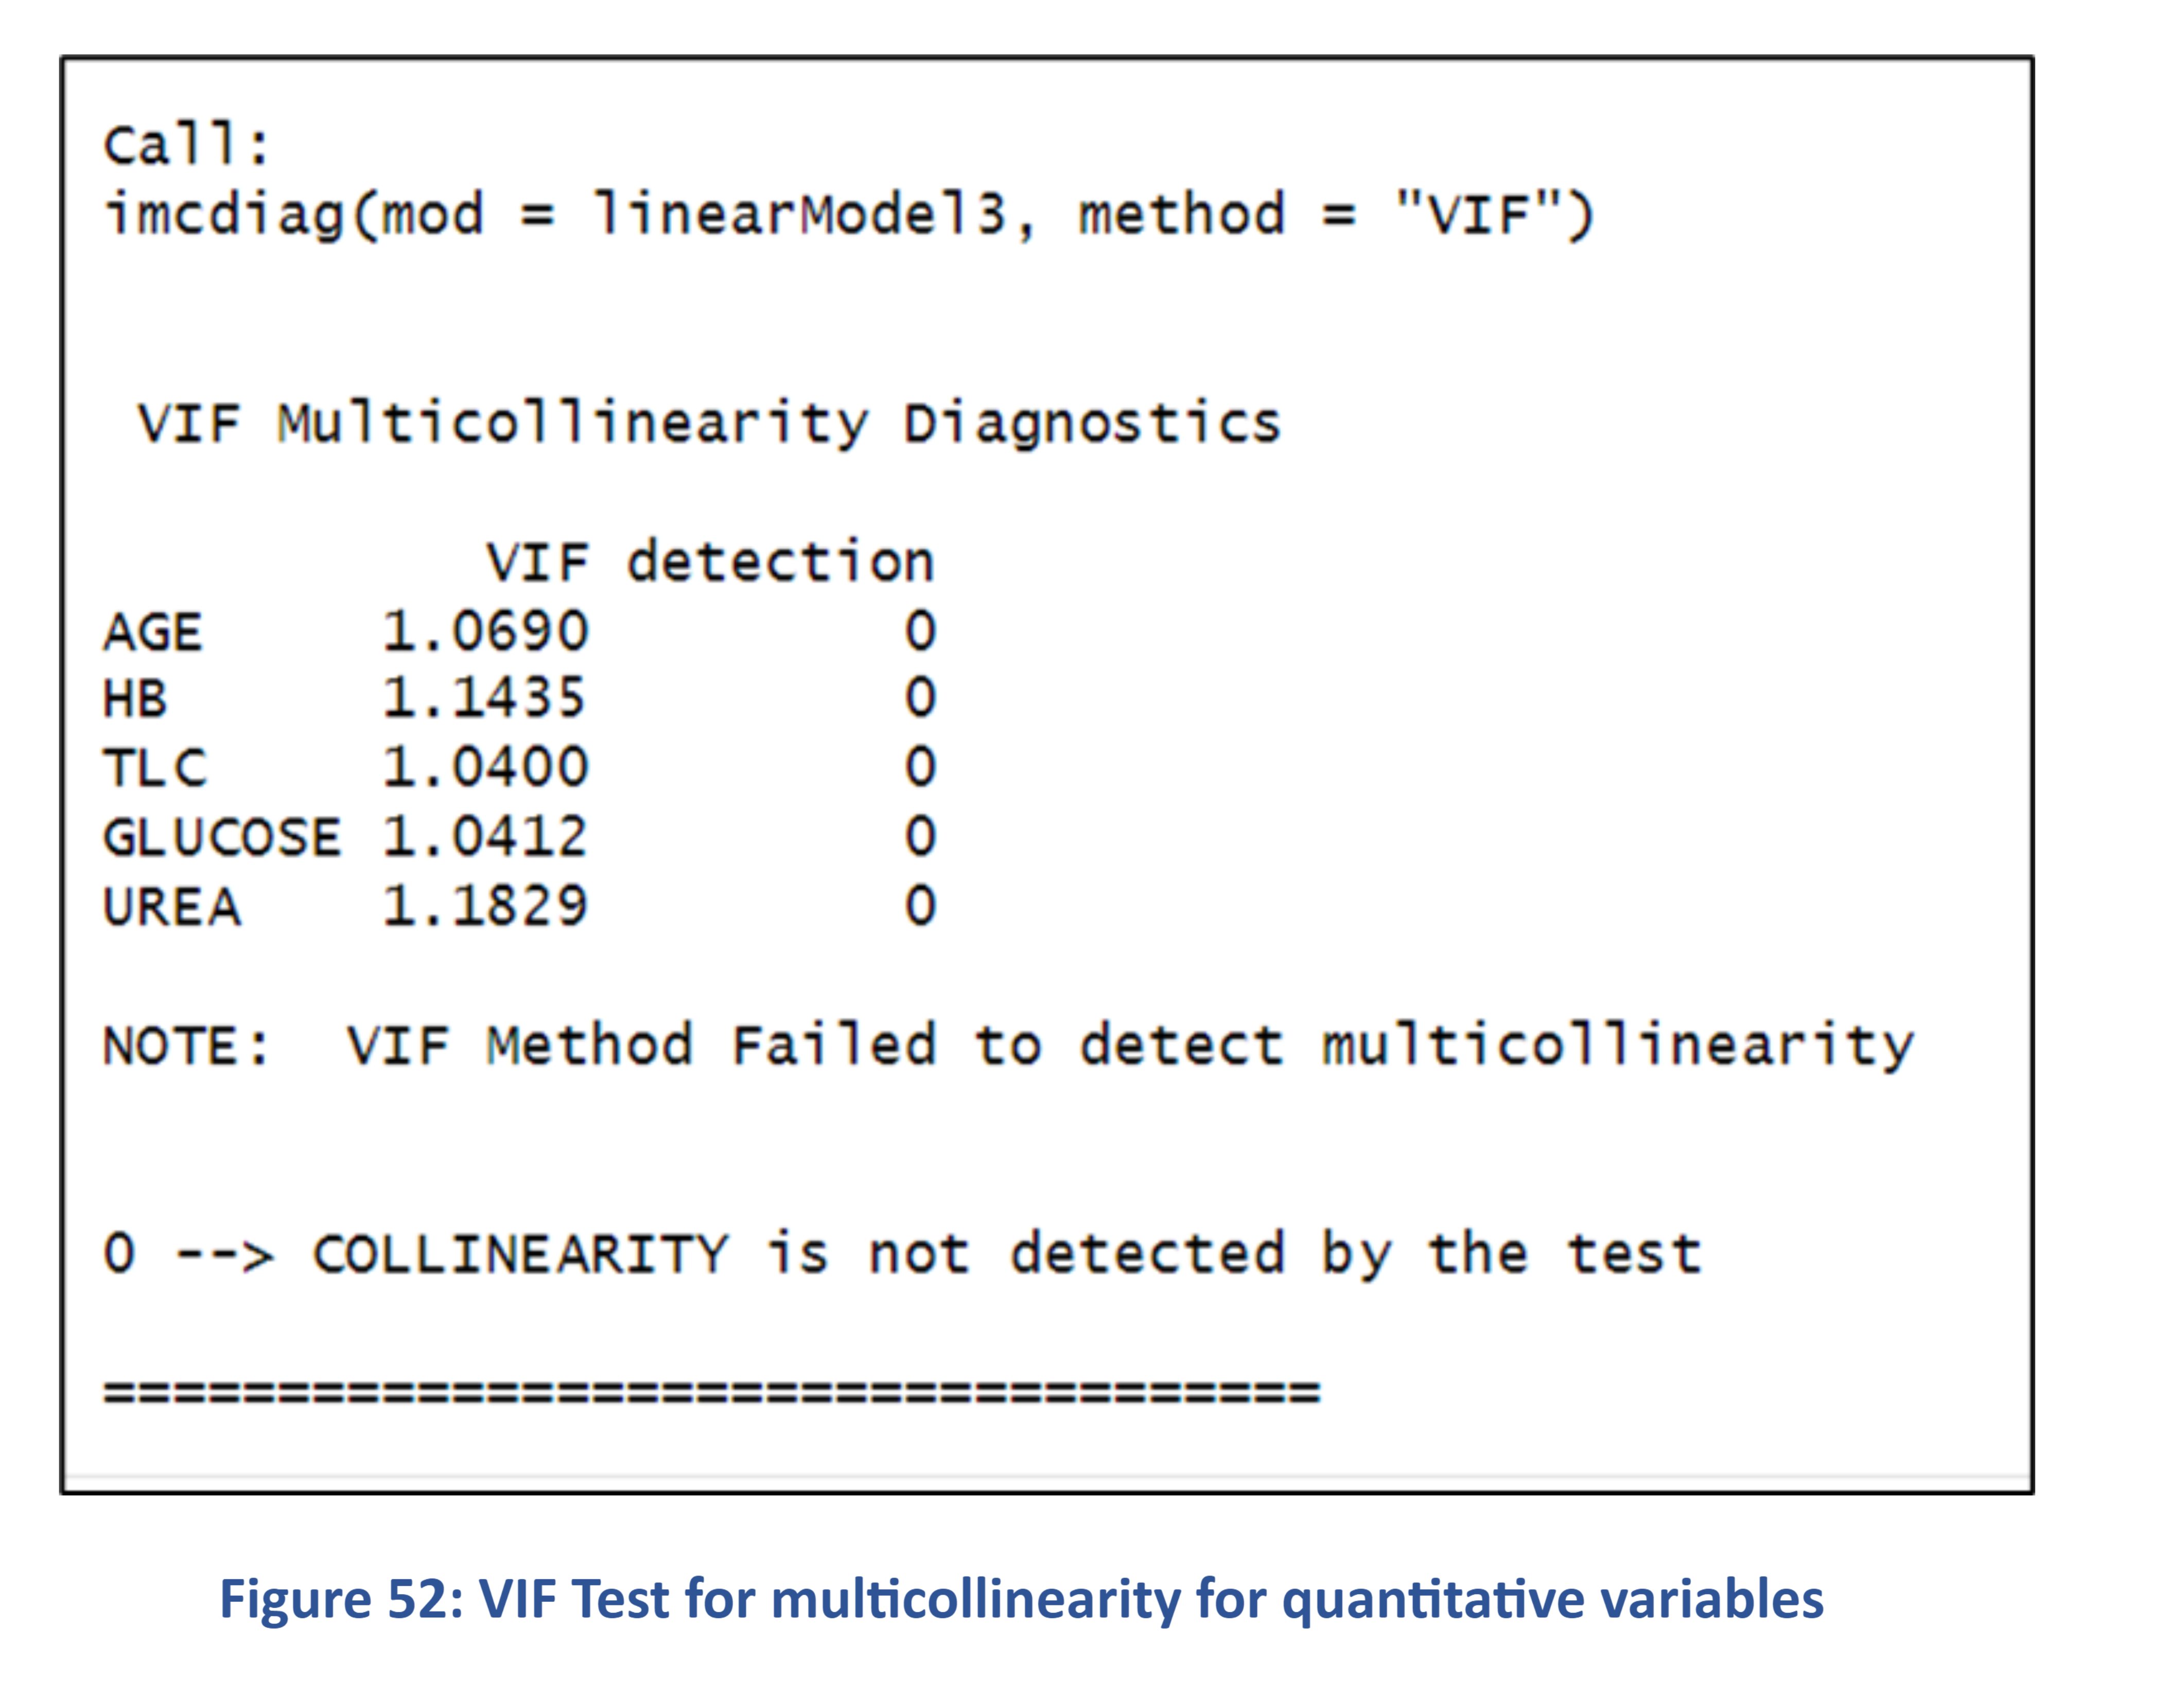 Call:
imcdiag(mod = linearModel3, method = "VIF")
VIF Multicollinearity Diagnostics
VIF detection
AGE 1.0690 0
HB 1.1435 0
TLC 1.0400 0
GLUCOSE 1.0412 0
UREA 1.1829 0
NOTE: VIF Method Failed to detect multicollinearity
0 --> COLLINEARITY is not detected by the test
===================================
Figure 52: VIF Test for multicollinearity for quantitative variables